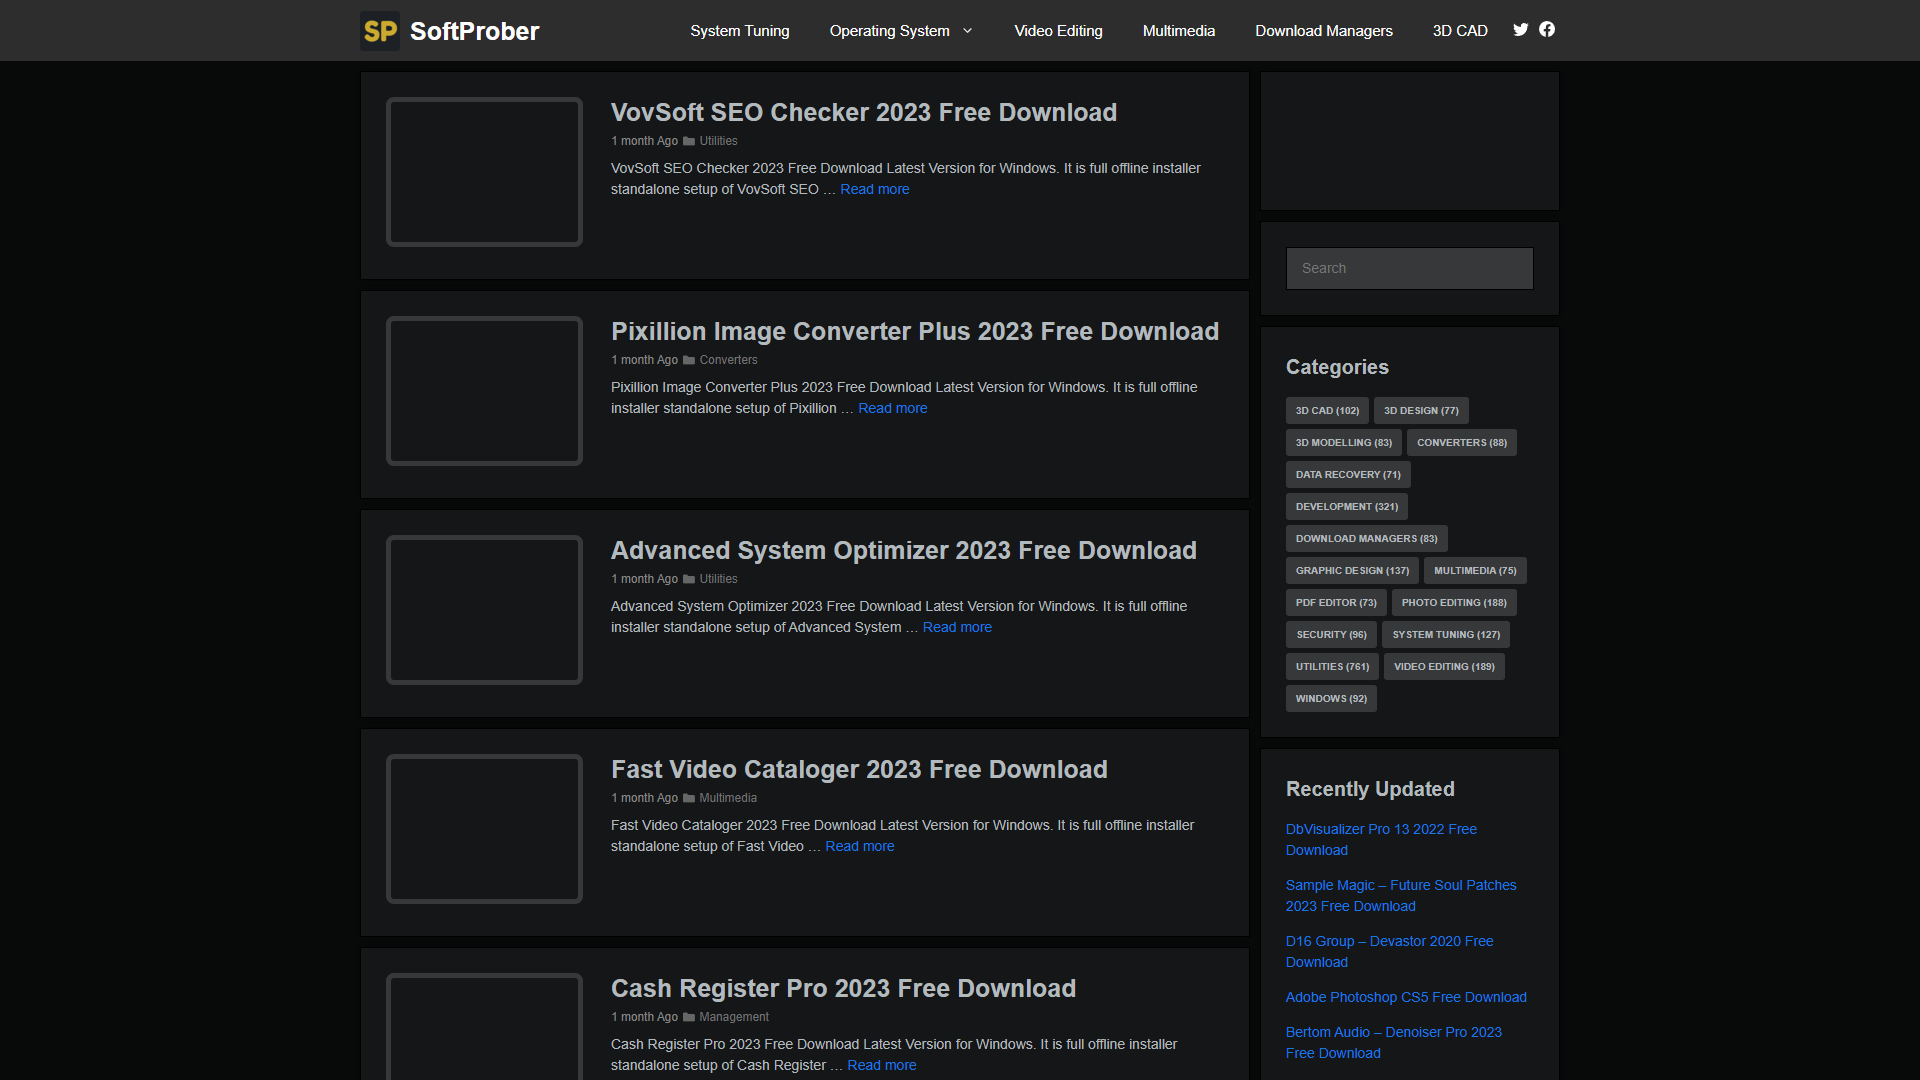 SP SoftProber
System Tuning Operating System Video Editing Multimedia Download Managers 3D CAD
VovSoft SEO Checker 2023 Free Download
1 month Ago Utilities
VovSoft SEO Checker 2023 Free Download Latest Version for Windows. It is full offline installer
standalone setup of VovSoft SEO … Read more
Pixillion Image Converter Plus 2023 Free Download
1 month Ago Converters
Pixillion Image Converter Plus 2023 Free Download Latest Version for Windows. It is full offline
installer standalone setup of Pixillion … Read more
Advanced System Optimizer 2023 Free Download
1 month Ago Utilities
Advanced System Optimizer 2023 Free Download Latest Version for Windows. It is full offline
installer standalone setup of Advanced System … Read more
Fast Video Cataloger 2023 Free Download
1 month Ago Multimedia
Fast Video Cataloger 2023 Free Download Latest Version for Windows. It is full offline installer
standalone setup of Fast Video … Read more
Cash Register Pro 2023 Free Download
1 month Ago Management
Cash Register Pro 2023 Free Download Latest Version for Windows. It is full offline installer
standalone setup of Cash Register … Read more
Search
Categories
3D CAD (102) 3D DESIGN (77)
3D MODELLING (83) CONVERTERS (88)
DATA RECOVERY (71)
DEVELOPMENT (321)
DOWNLOAD MANAGERS (83)
GRAPHIC DESIGN (137) MULTIMEDIA (75)
PDF EDITOR (73) PHOTO EDITING (188)
SECURITY (96) SYSTEM TUNING (127)
UTILITIES (761) VIDEO EDITING (189)
WINDOWS (92)
Recently Updated
DbVisualizer Pro 13 2022 Free
Download
Sample Magic – Future Soul Patches
2023 Free Download
D16 Group – Devastor 2020 Free
Download
Adobe Photoshop CS5 Free Download
Bertom Audio – Denoiser Pro 2023
Free Download